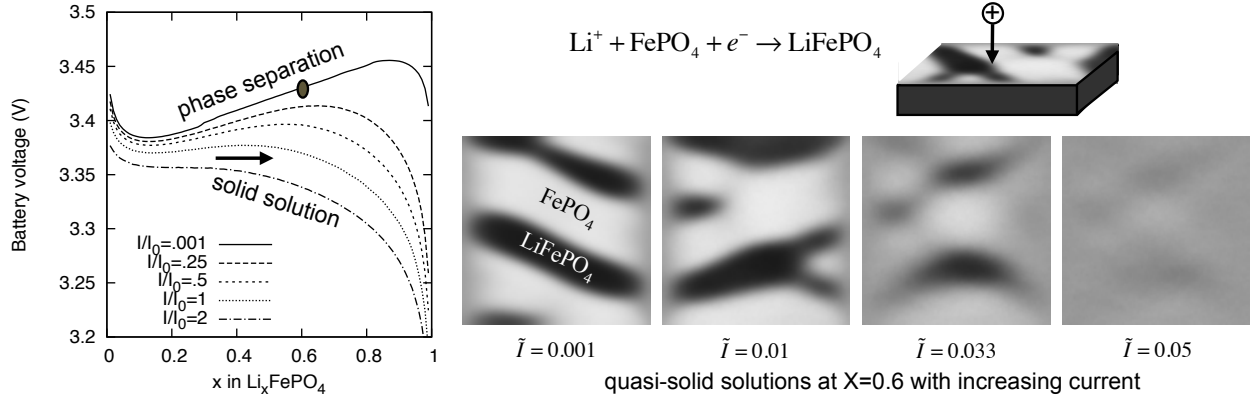 3.5
3.45
3.4
3.35
3.3
3.25
3.2
0
0.2
0.4
0.6
0.8
1
Battery voltage (V)
x in LiₓFePO₄
phase separation
solid solution
I/I₀=.001
I/I₀=.25
I/I₀=.5
I/I₀=1
I/I₀=2
Li⁺ + FePO₄ + e⁻ → LiFePO₄
+
FePO₄
LiFePO₄
Ĩ = 0.001
Ĩ = 0.01
Ĩ = 0.033
Ĩ = 0.05
quasi-solid solutions at X=0.6 with increasing current